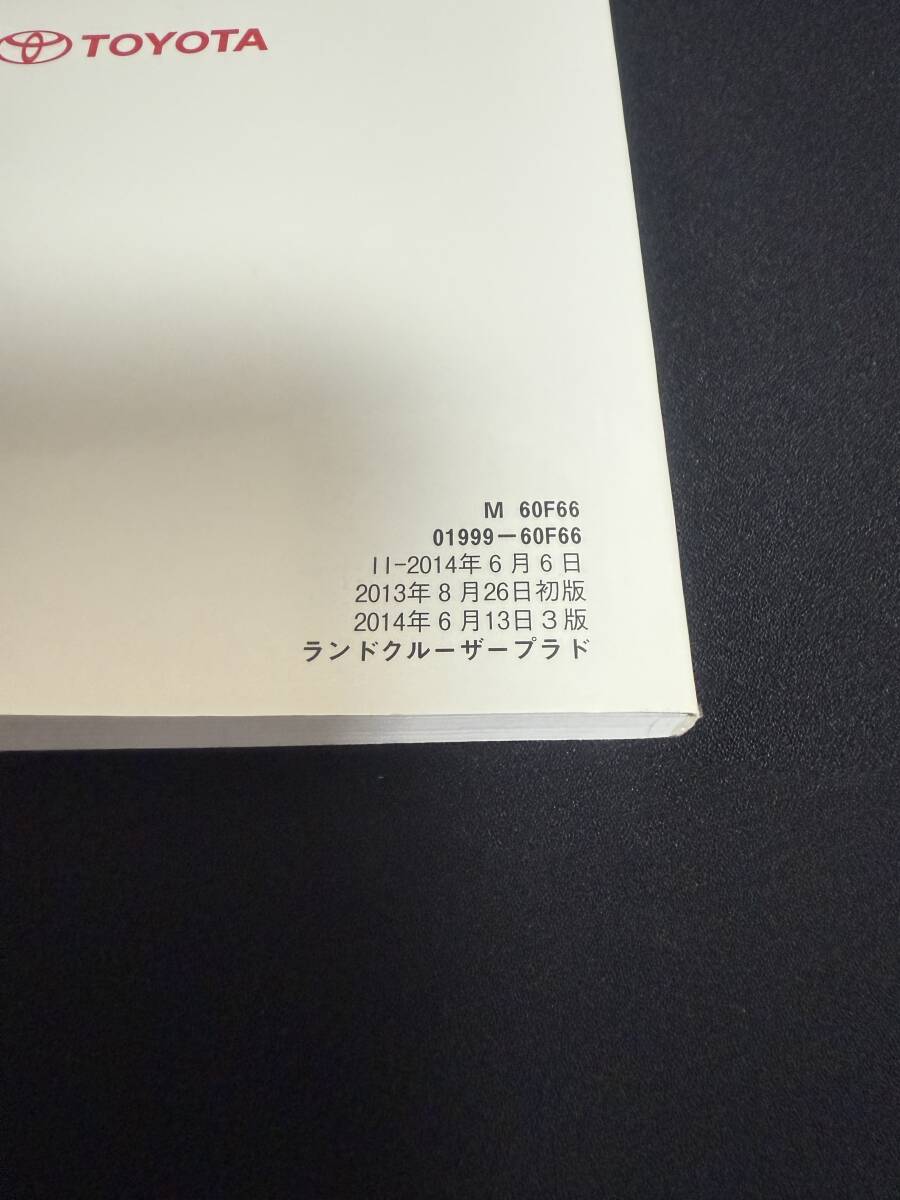 TOYOTA
M 60F66
01999-60F66
II-2014年6月6日
2013年8月26日初版
2014年6月13日3版
ランドクルーザープラド